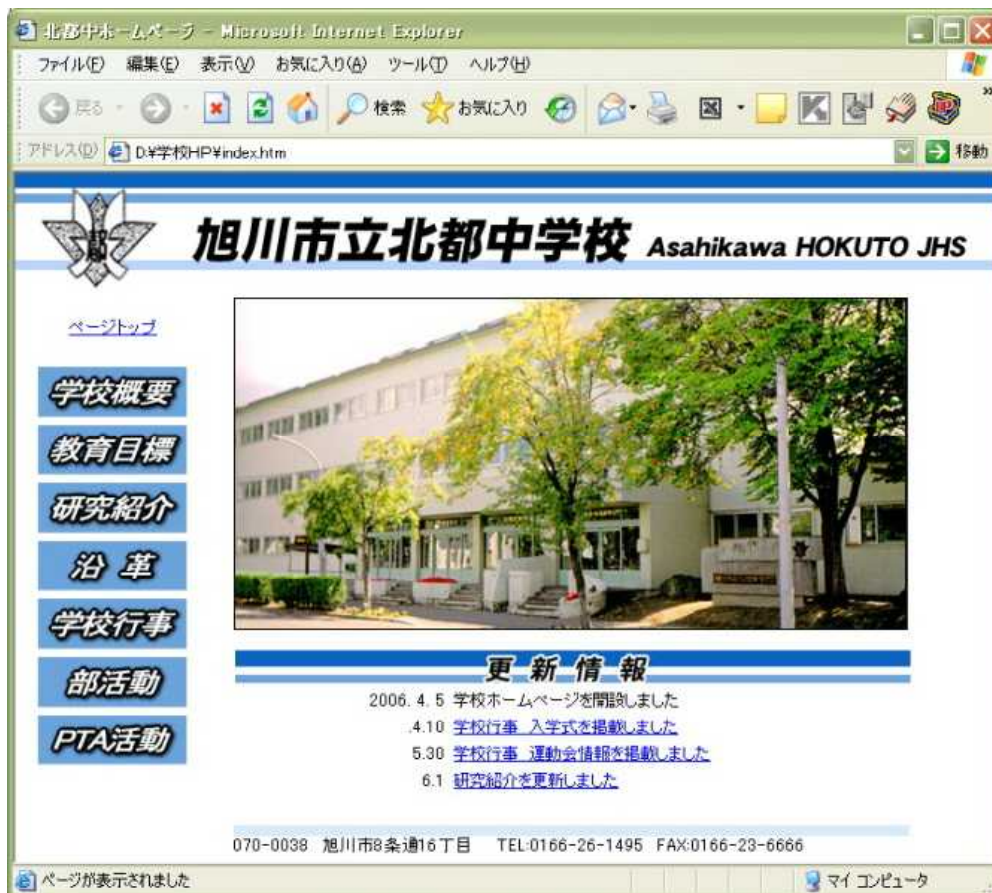 北都中ホームページ - Microsoft Internet Explorer
ファイル(F) 編集(E) 表示(V) お気に入り(A) ツール(T) ヘルプ(H)
戻る 検索 お気に入り
アドレス(D) D:¥学校HP¥index.htm 移動
都
旭川市立北都中学校 Asahikawa HOKUTO JHS
ページトップ
学校概要
教育目標
研究紹介
沿 革
学校行事
部活動
PTA活動
更 新 情 報
2006. 4. 5 学校ホームページを開設しました
.4.10 学校行事 入学式を掲載しました
5.30 学校行事 運動会情報を掲載しました
6.1 研究紹介を更新しました
070-0038 旭川市8条通16丁目 TEL:0166-26-1495 FAX:0166-23-6666
ページが表示されました マイ コンピュータ